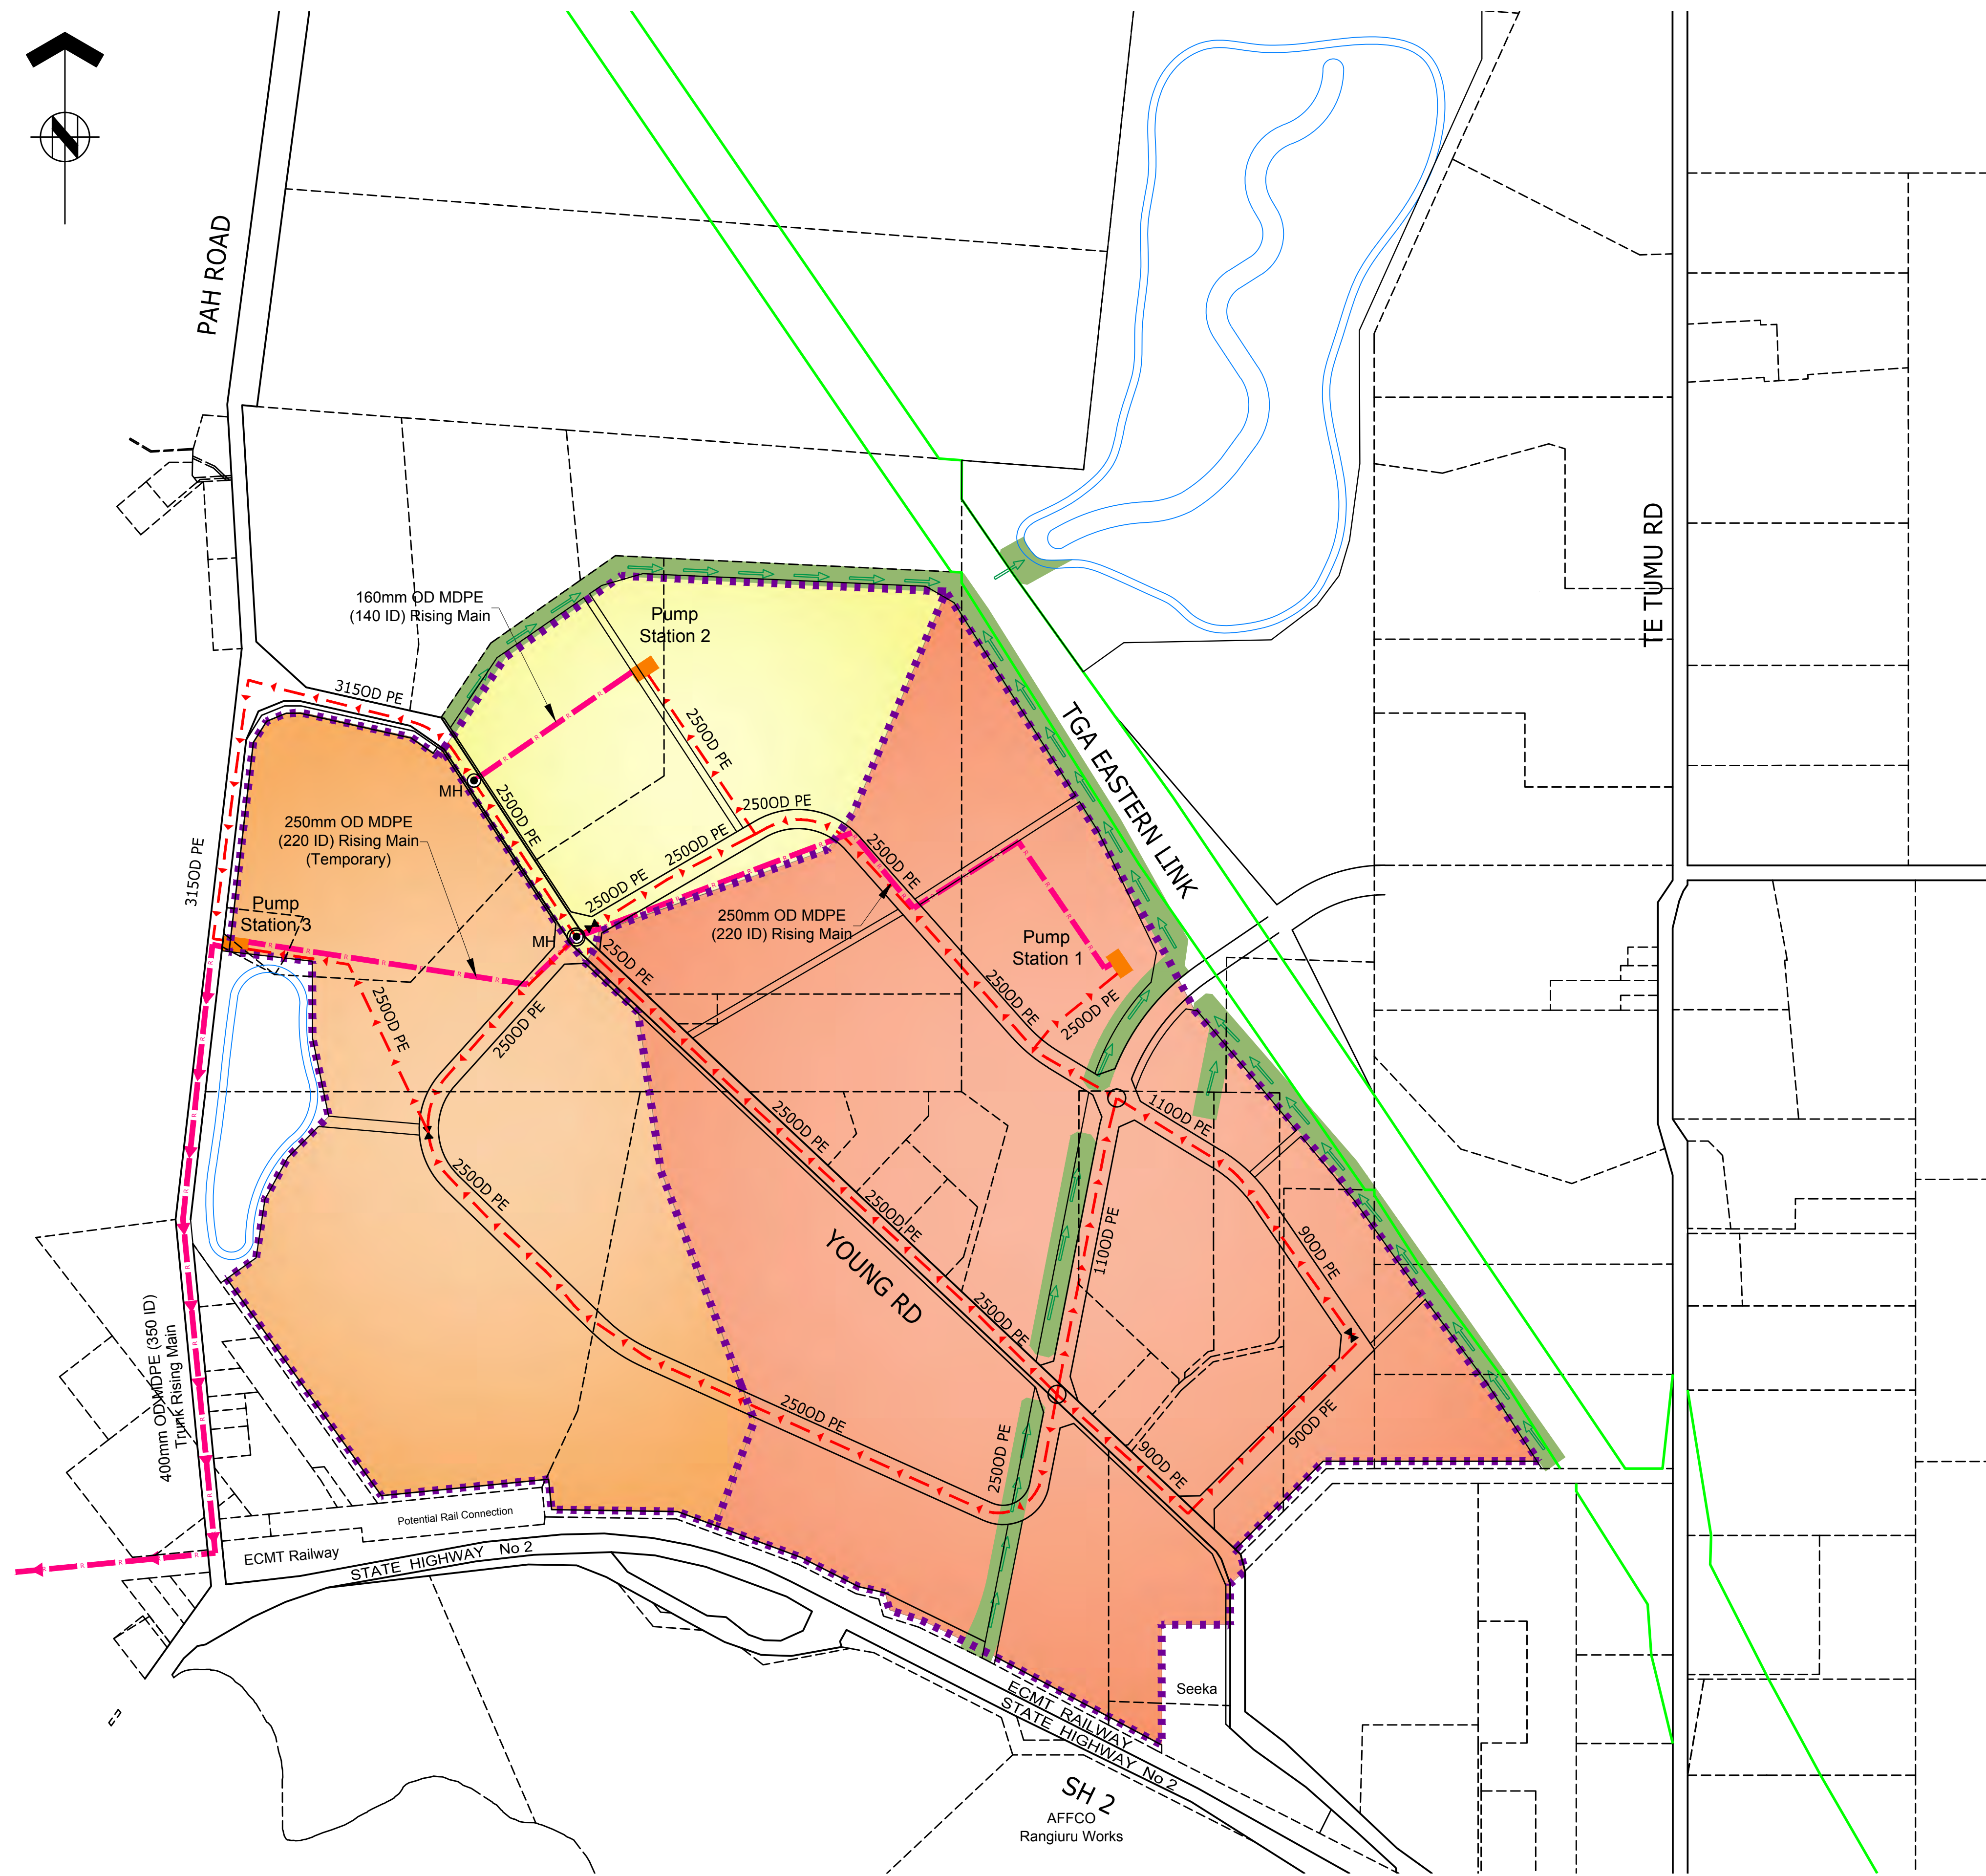 PAH ROAD
160mm OD MDPE
(140 ID) Rising Main
Pump
Station 2
TE TUMU RD
315OD PE
250OD PE
TGA EASTERN LINK
MH
250OD PE
250OD PE
250mm OD MDPE
(220 ID) Rising Main
(Temporary)
250OD PE
250OD PE
315OD PE
250OD PE
Pump
Station 3
250mm OD MDPE
(220 ID) Rising Main
Pump
Station 1
MH
250D PE
250OD PE
250OD PE
250OD PE
250OD PE
250OD PE
110OD PE
250OD PE
250OD PE
110OD PE
YOUNG RD
90OD PE
250OD PE
400mm OD MDPE (350 ID)
Trunk Rising Main
250OD PE
90OD PE
250OD PE
90OD PE
Potential Rail Connection
ECMT Railway
STATE HIGHWAY No 2
Seeka
ECMT RAILWAY
STATE HIGHWAY No 2
SH 2
AFFCO
Rangiuru Works